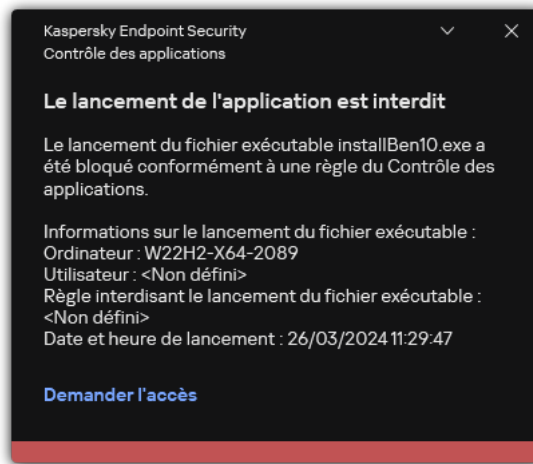 Kaspersky Endpoint Security
Contrôle des applications
Le lancement de l'application est interdit
Le lancement du fichier exécutable installBen10.exe a
été bloqué conformément à une règle du Contrôle des
applications.
Informations sur le lancement du fichier exécutable :
Ordinateur : W22H2-X64-2089
Utilisateur : <Non défini>
Règle interdisant le lancement du fichier exécutable :
<Non défini>
Date et heure de lancement : 26/03/2024 11:29:47
Demander l'accès